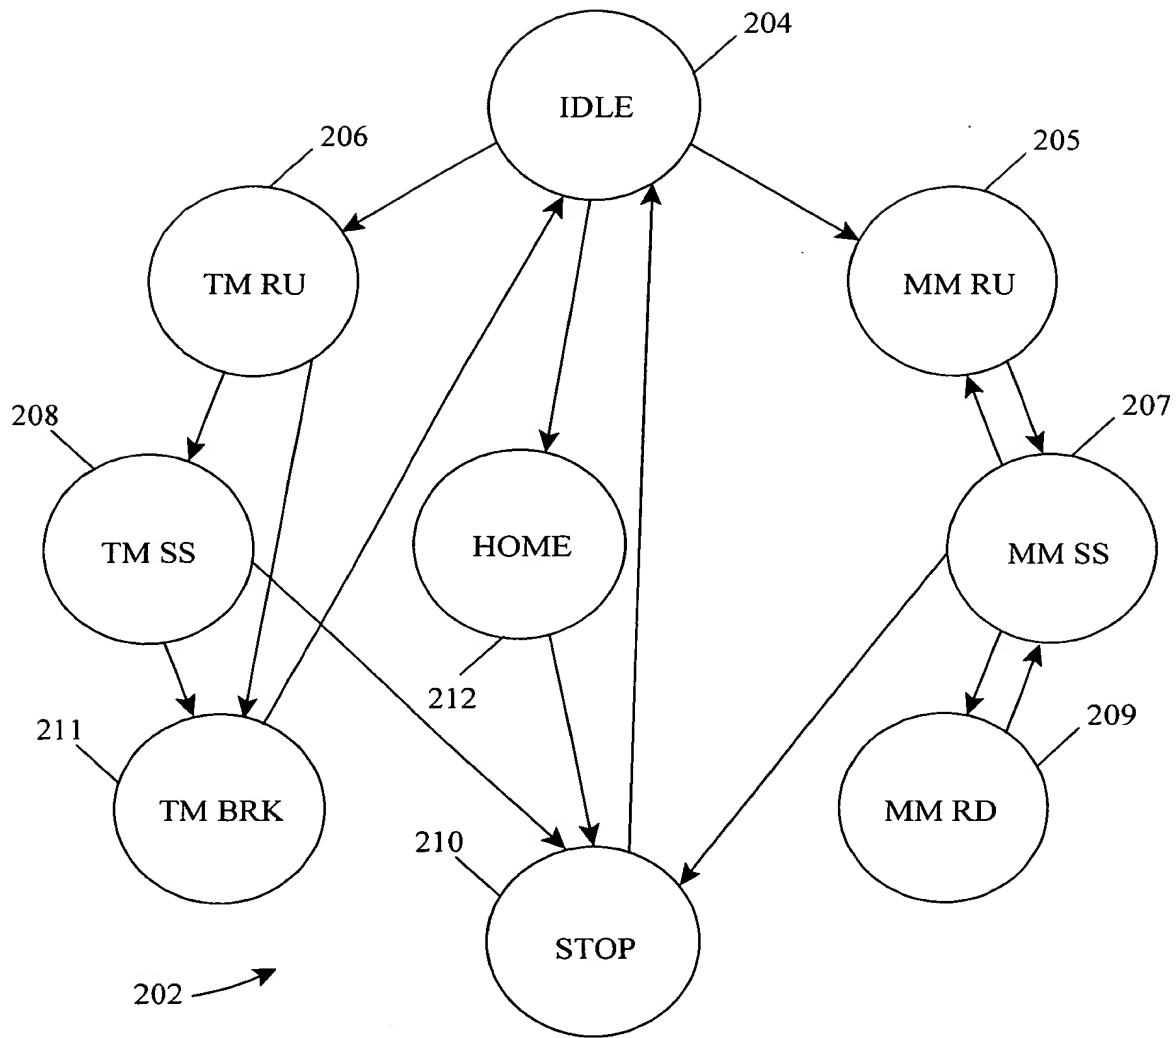 204
IDLE
206
205
TM RU
MM RU
208
207
TM SS
HOME
MM SS
212
211
209
TM BRK
MM RD
210
STOP
202